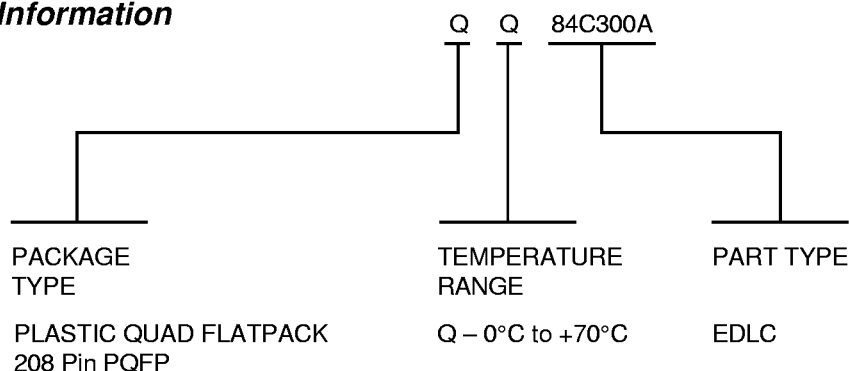 Information
Q Q 84C300A
PACKAGE TYPE
TEMPERATURE RANGE
PART TYPE
PLASTIC QUAD FLATPACK
208 Pin PQFP
Q – 0°C to +70°C
EDLC